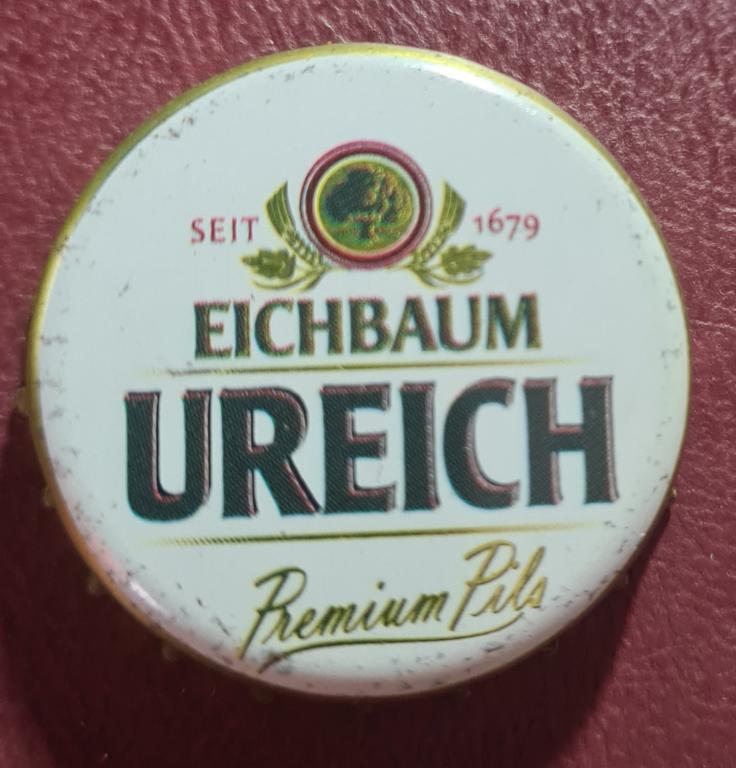 SEIT 1679
EICHBAUM
UREICH
Premium Pils